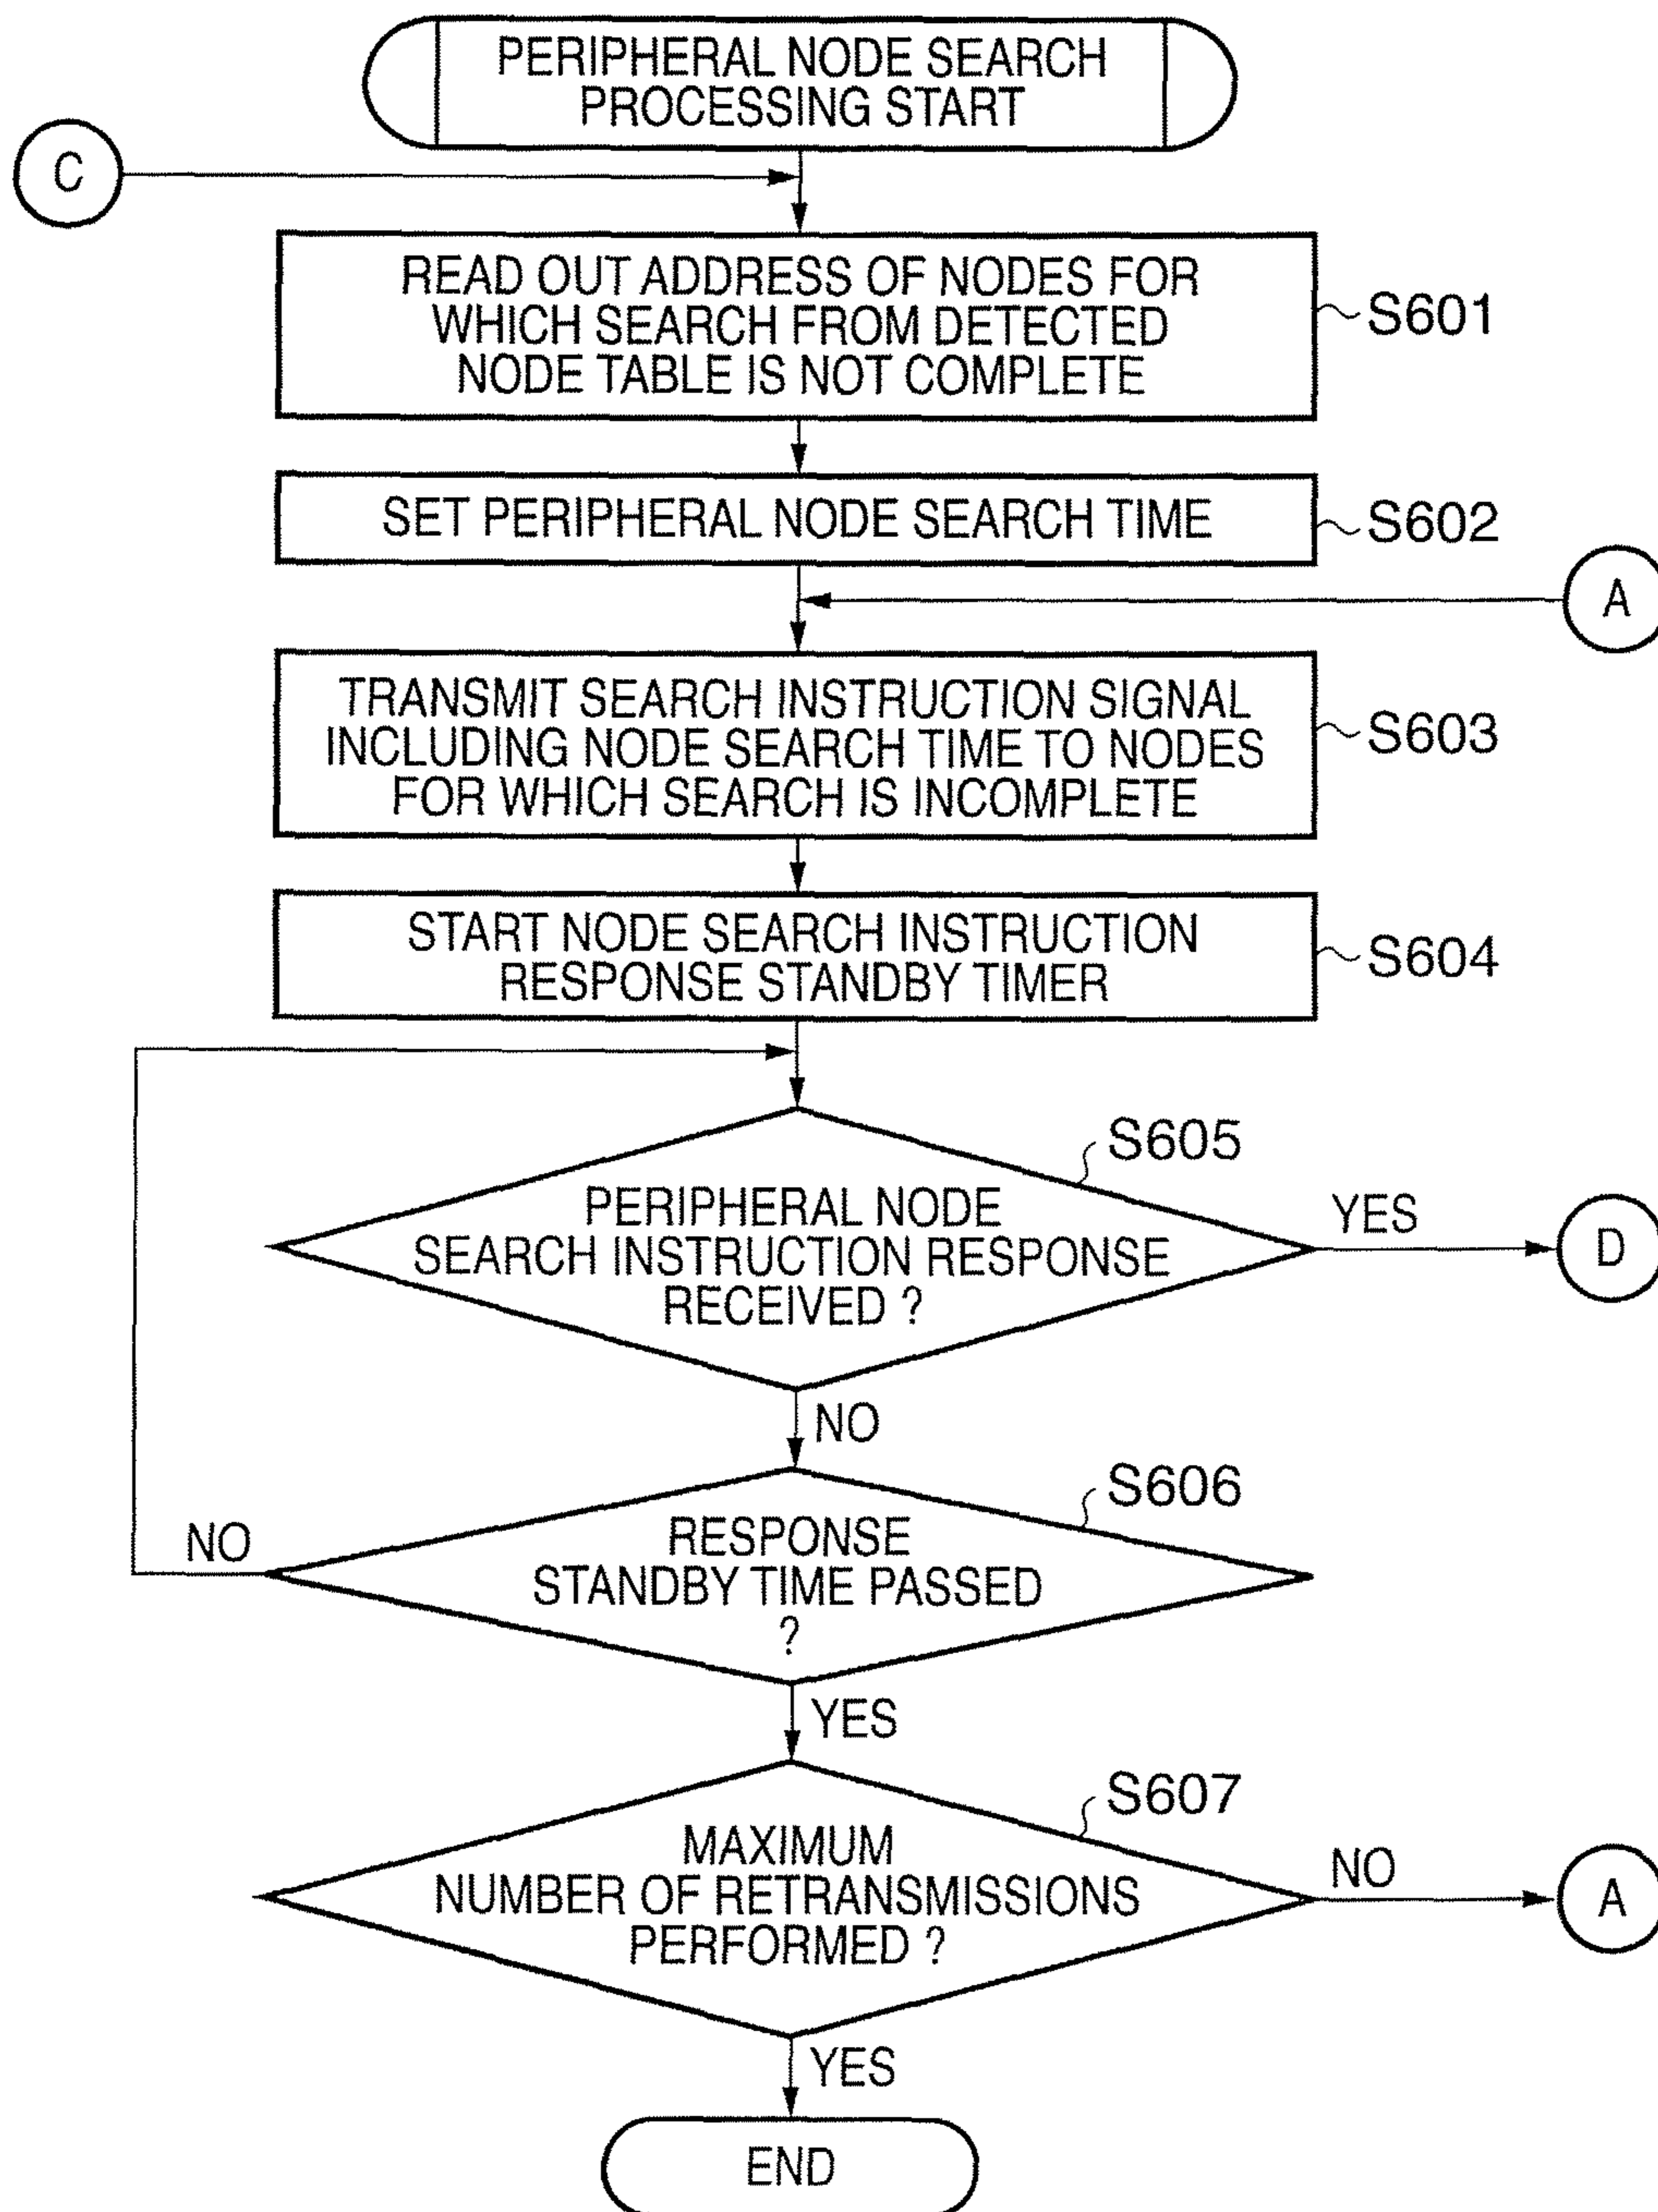 PERIPHERAL NODE SEARCH
PROCESSING START
C
READ OUT ADDRESS OF NODES FOR
WHICH SEARCH FROM DETECTED
NODE TABLE IS NOT COMPLETE
S601
SET PERIPHERAL NODE SEARCH TIME
S602
A
TRANSMIT SEARCH INSTRUCTION SIGNAL
INCLUDING NODE SEARCH TIME TO NODES
FOR WHICH SEARCH IS INCOMPLETE
S603
START NODE SEARCH INSTRUCTION
RESPONSE STANDBY TIMER
S604
S605
PERIPHERAL NODE
SEARCH INSTRUCTION RESPONSE
RECEIVED ?
YES
D
NO
S606
RESPONSE
STANDBY TIME PASSED
?
NO
YES
S607
MAXIMUM
NUMBER OF RETRANSMISSIONS
PERFORMED ?
NO
A
YES
END